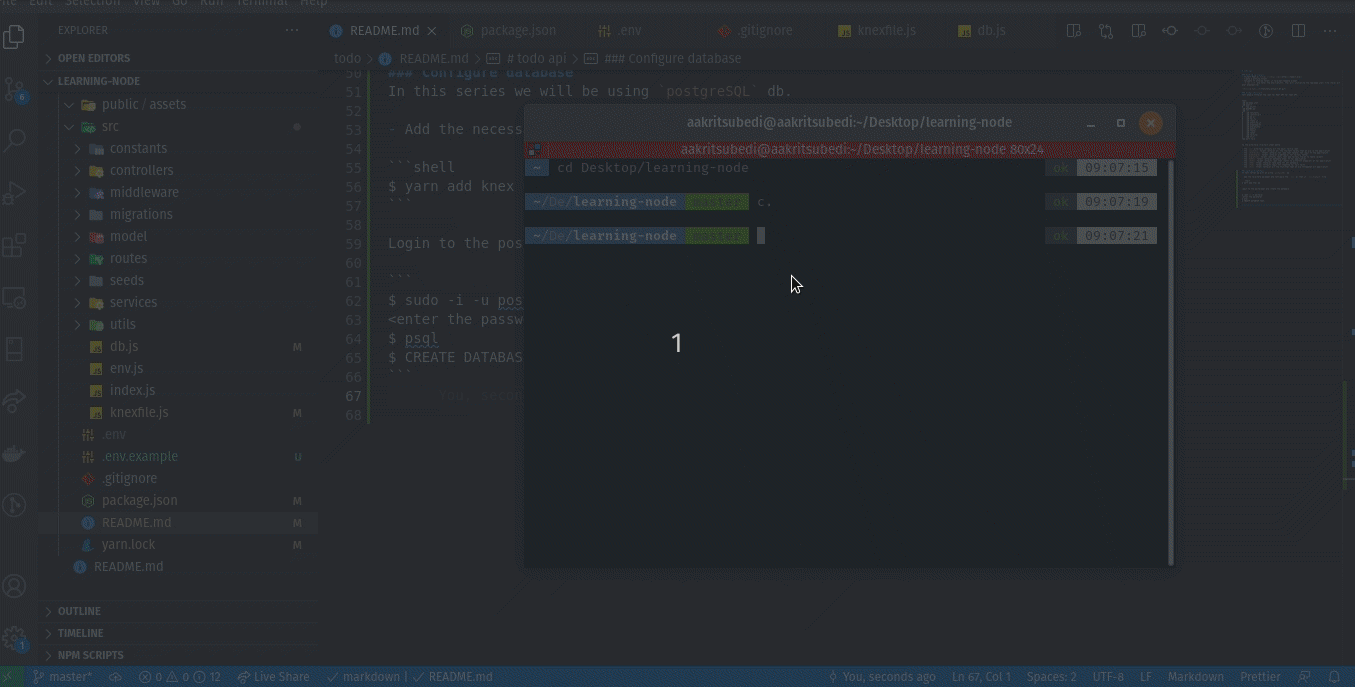 File Edit Selection View Go Run Terminal Help
EXPLORER
README.md
package.json
.env
.gitignore
knexfile.js
db.js
OPEN EDITORS
todo > README.md > # todo api > ### Configure database
LEARNING-NODE
public / assets
src
constants
controllers
middleware
migrations
model
routes
seeds
services
utils
db.js M
env.js
index.js
knexfile.js M
.env
.env.example U
.gitignore
package.json M
README.md M
yarn.lock M
README.md
OUTLINE
TIMELINE
NPM SCRIPTS
50 ### Configure database
51 In this series we will be using `postgreSQL` db.
52
53 - Add the necess
54
55 ```shell
56 $ yarn add knex
57 ```
58
59 Login to the pos
60
61 ```
62 $ sudo -i -u pos
63 <enter the passw
64 $ psql
65 $ CREATE DATABAS
66 ```
67 You, secon
68
aakritsubedi@aakritsubedi:~/Desktop/learning-node
aakritsubedi@aakritsubedi:~/Desktop/learning-node 80x24
~ cd Desktop/learning-node ok 09:07:15
~/De/learning-node master c. ok 09:07:19
~/De/learning-node master ok 09:07:21
1
6
1
master* 0 0 12 Live Share markdown | README.md You, seconds ago Ln 67, Col 1 Spaces: 2 UTF-8 LF Markdown Prettier